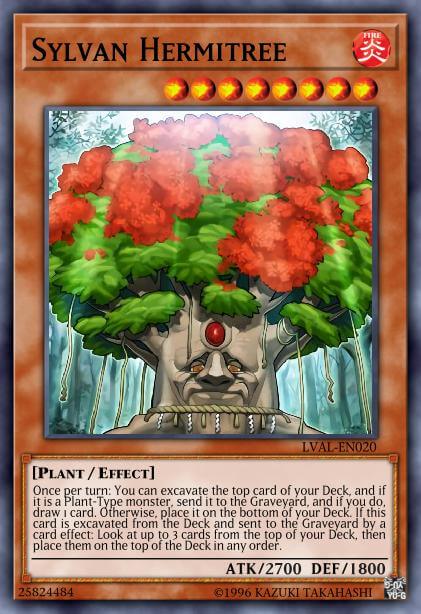 SYLVAN HERMITREE
FIRE
炎
LVAL-EN020
[PLANT / EFFECT]
Once per turn: You can excavate the top card of your Deck, and if
it is a Plant-Type monster, send it to the Graveyard, and if you do,
draw 1 card. Otherwise, place it on the bottom of your Deck. If this
card is excavated from the Deck and sent to the Graveyard by a
card effect: Look at up to 3 cards from the top of your Deck, then
place them on the top of the Deck in any order.
ATK/2700 DEF/1800
25824484
©1996 KAZUKI TAKAHASHI